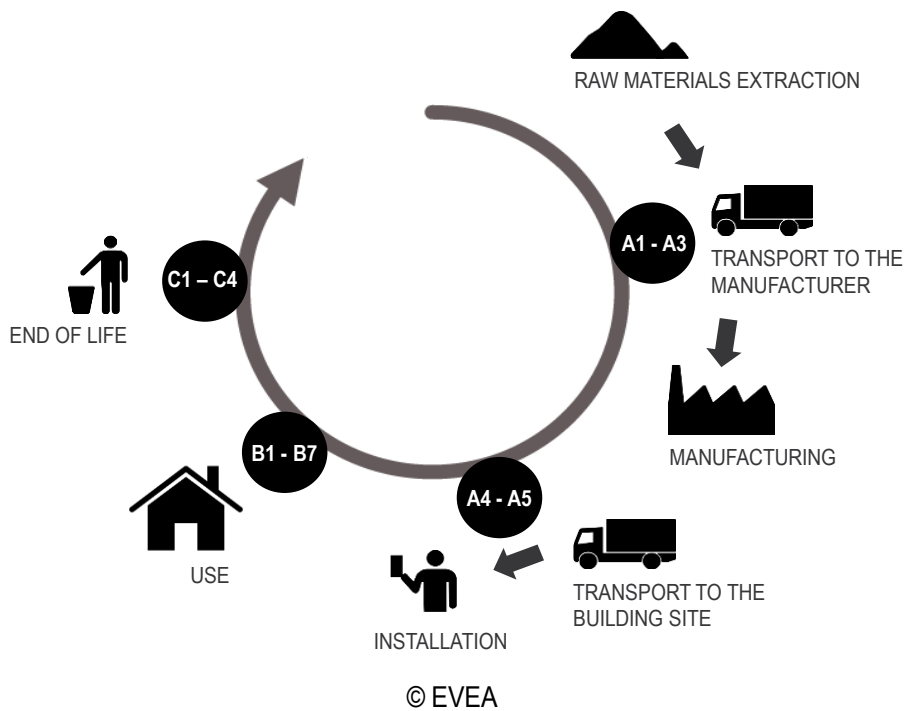 RAW MATERIALS EXTRACTION
A1 - A3
TRANSPORT TO THE
MANUFACTURER
MANUFACTURING
A4 - A5
TRANSPORT TO THE
BUILDING SITE
INSTALLATION
B1 - B7
USE
C1 – C4
END OF LIFE
© EVEA